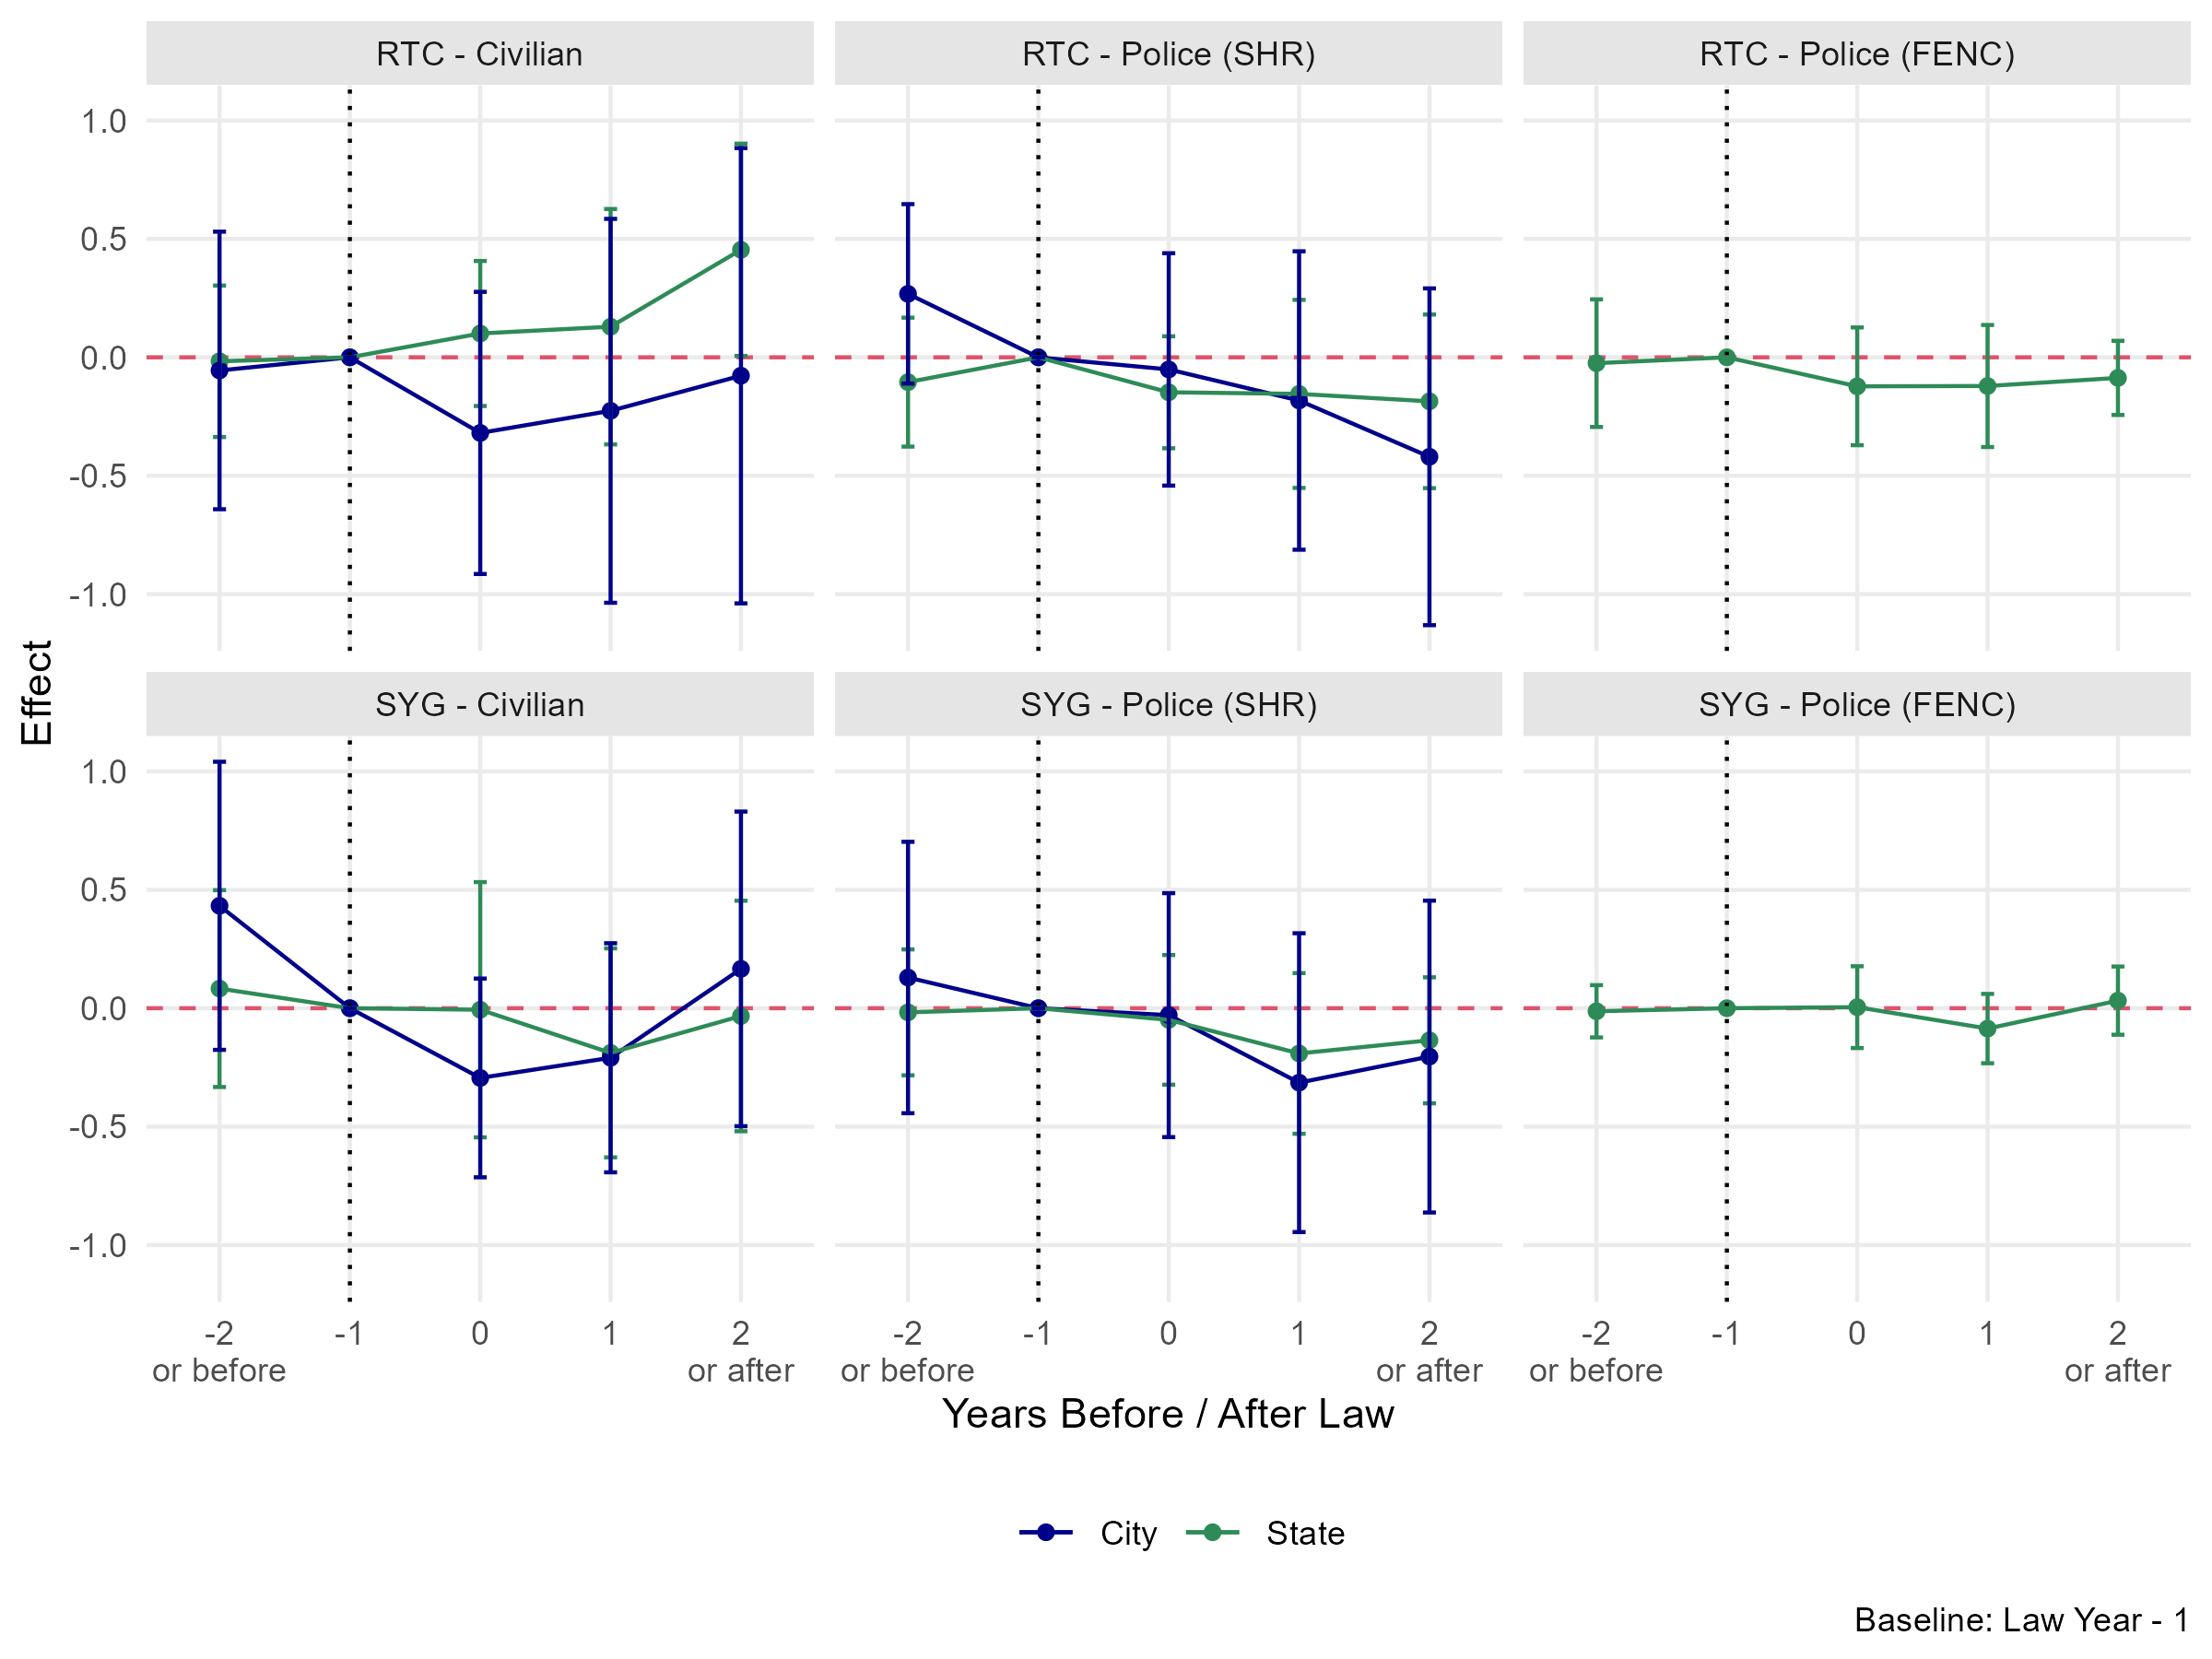 RTC - Civilian
RTC - Police (SHR)
RTC - Police (FENC)
1.0
0.5
0.0
-0.5
-1.0
Effect
SYG - Civilian
SYG - Police (SHR)
SYG - Police (FENC)
1.0
0.5
0.0
-0.5
-1.0
-2 -1 0 1 2
or before or after
-2 -1 0 1 2
or before or after
-2 -1 0 1 2
or before or after
Years Before / After Law
City State
Baseline: Law Year - 1